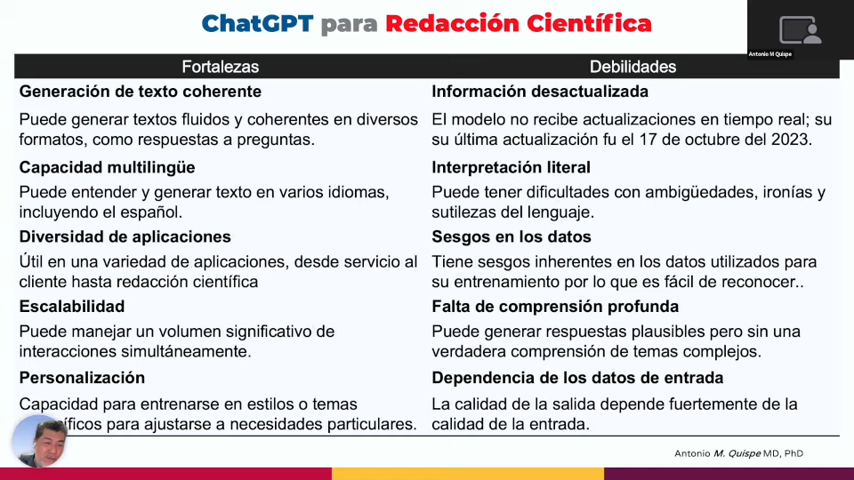 ChatGPT para Redacción Científica
Antonio M Quispe
Fortalezas
Debilidades
Generación de texto coherente
Puede generar textos fluidos y coherentes en diversos
formatos, como respuestas a preguntas.
Capacidad multilingüe
Puede entender y generar texto en varios idiomas,
incluyendo el español.
Diversidad de aplicaciones
Útil en una variedad de aplicaciones, desde servicio al
cliente hasta redacción científica
Escalabilidad
Puede manejar un volumen significativo de
interacciones simultáneamente.
Personalización
Capacidad para entrenarse en estilos o temas
íficos para ajustarse a necesidades particulares.
Información desactualizada
El modelo no recibe actualizaciones en tiempo real; su
su última actualización fu el 17 de octubre del 2023.
Interpretación literal
Puede tener dificultades con ambigüedades, ironías y
sutilezas del lenguaje.
Sesgos en los datos
Tiene sesgos inherentes en los datos utilizados para
su entrenamiento por lo que es fácil de reconocer..
Falta de comprensión profunda
Puede generar respuestas plausibles pero sin una
verdadera comprensión de temas complejos.
Dependencia de los datos de entrada
La calidad de la salida depende fuertemente de la
calidad de la entrada.
Antonio M. Quispe MD, PhD